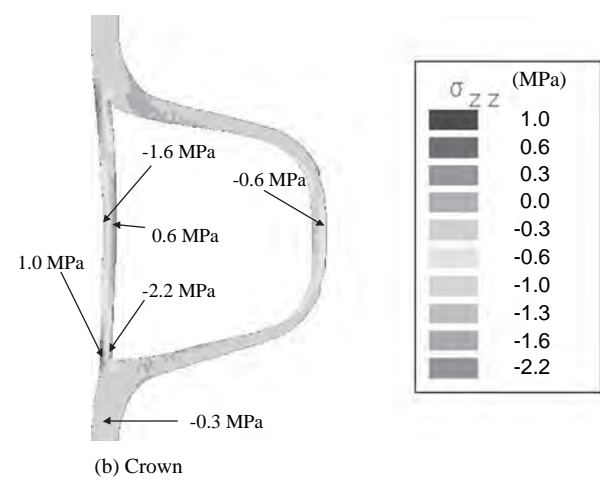 -1.6 MPa
-0.6 MPa
0.6 MPa
1.0 MPa
-2.2 MPa
-0.3 MPa
(b) Crown
σzz (MPa)
1.0
0.6
0.3
0.0
-0.3
-0.6
-1.0
-1.3
-1.6
-2.2